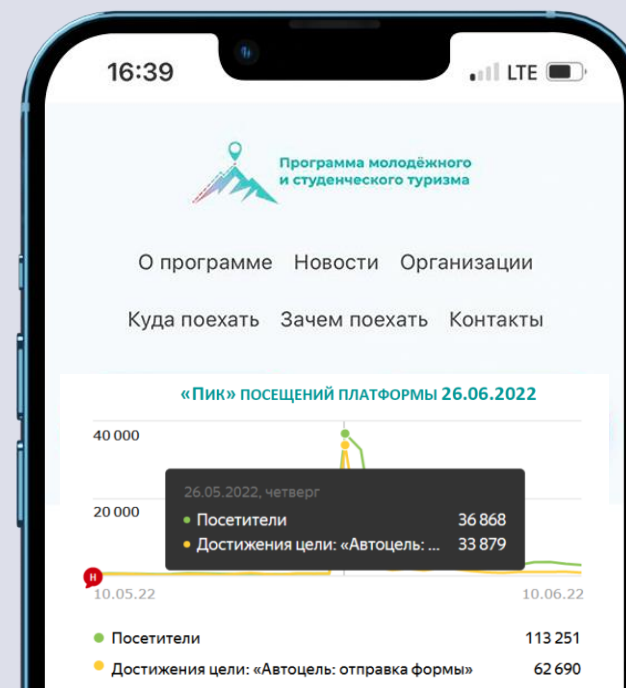 16:39
LTE
Программа молодёжного
и студенческого туризма
О программе Новости Организации
Куда поехать Зачем поехать Контакты
«Пик» посещений платформы 26.06.2022
40 000
26.05.2022, четверг
20 000
Посетители 36 868
Достижения цели: «Автоцель: ... 33 879
Н
10.05.22 10.06.22
Посетители 113 251
Достижения цели: «Автоцель: отправка формы» 62 690